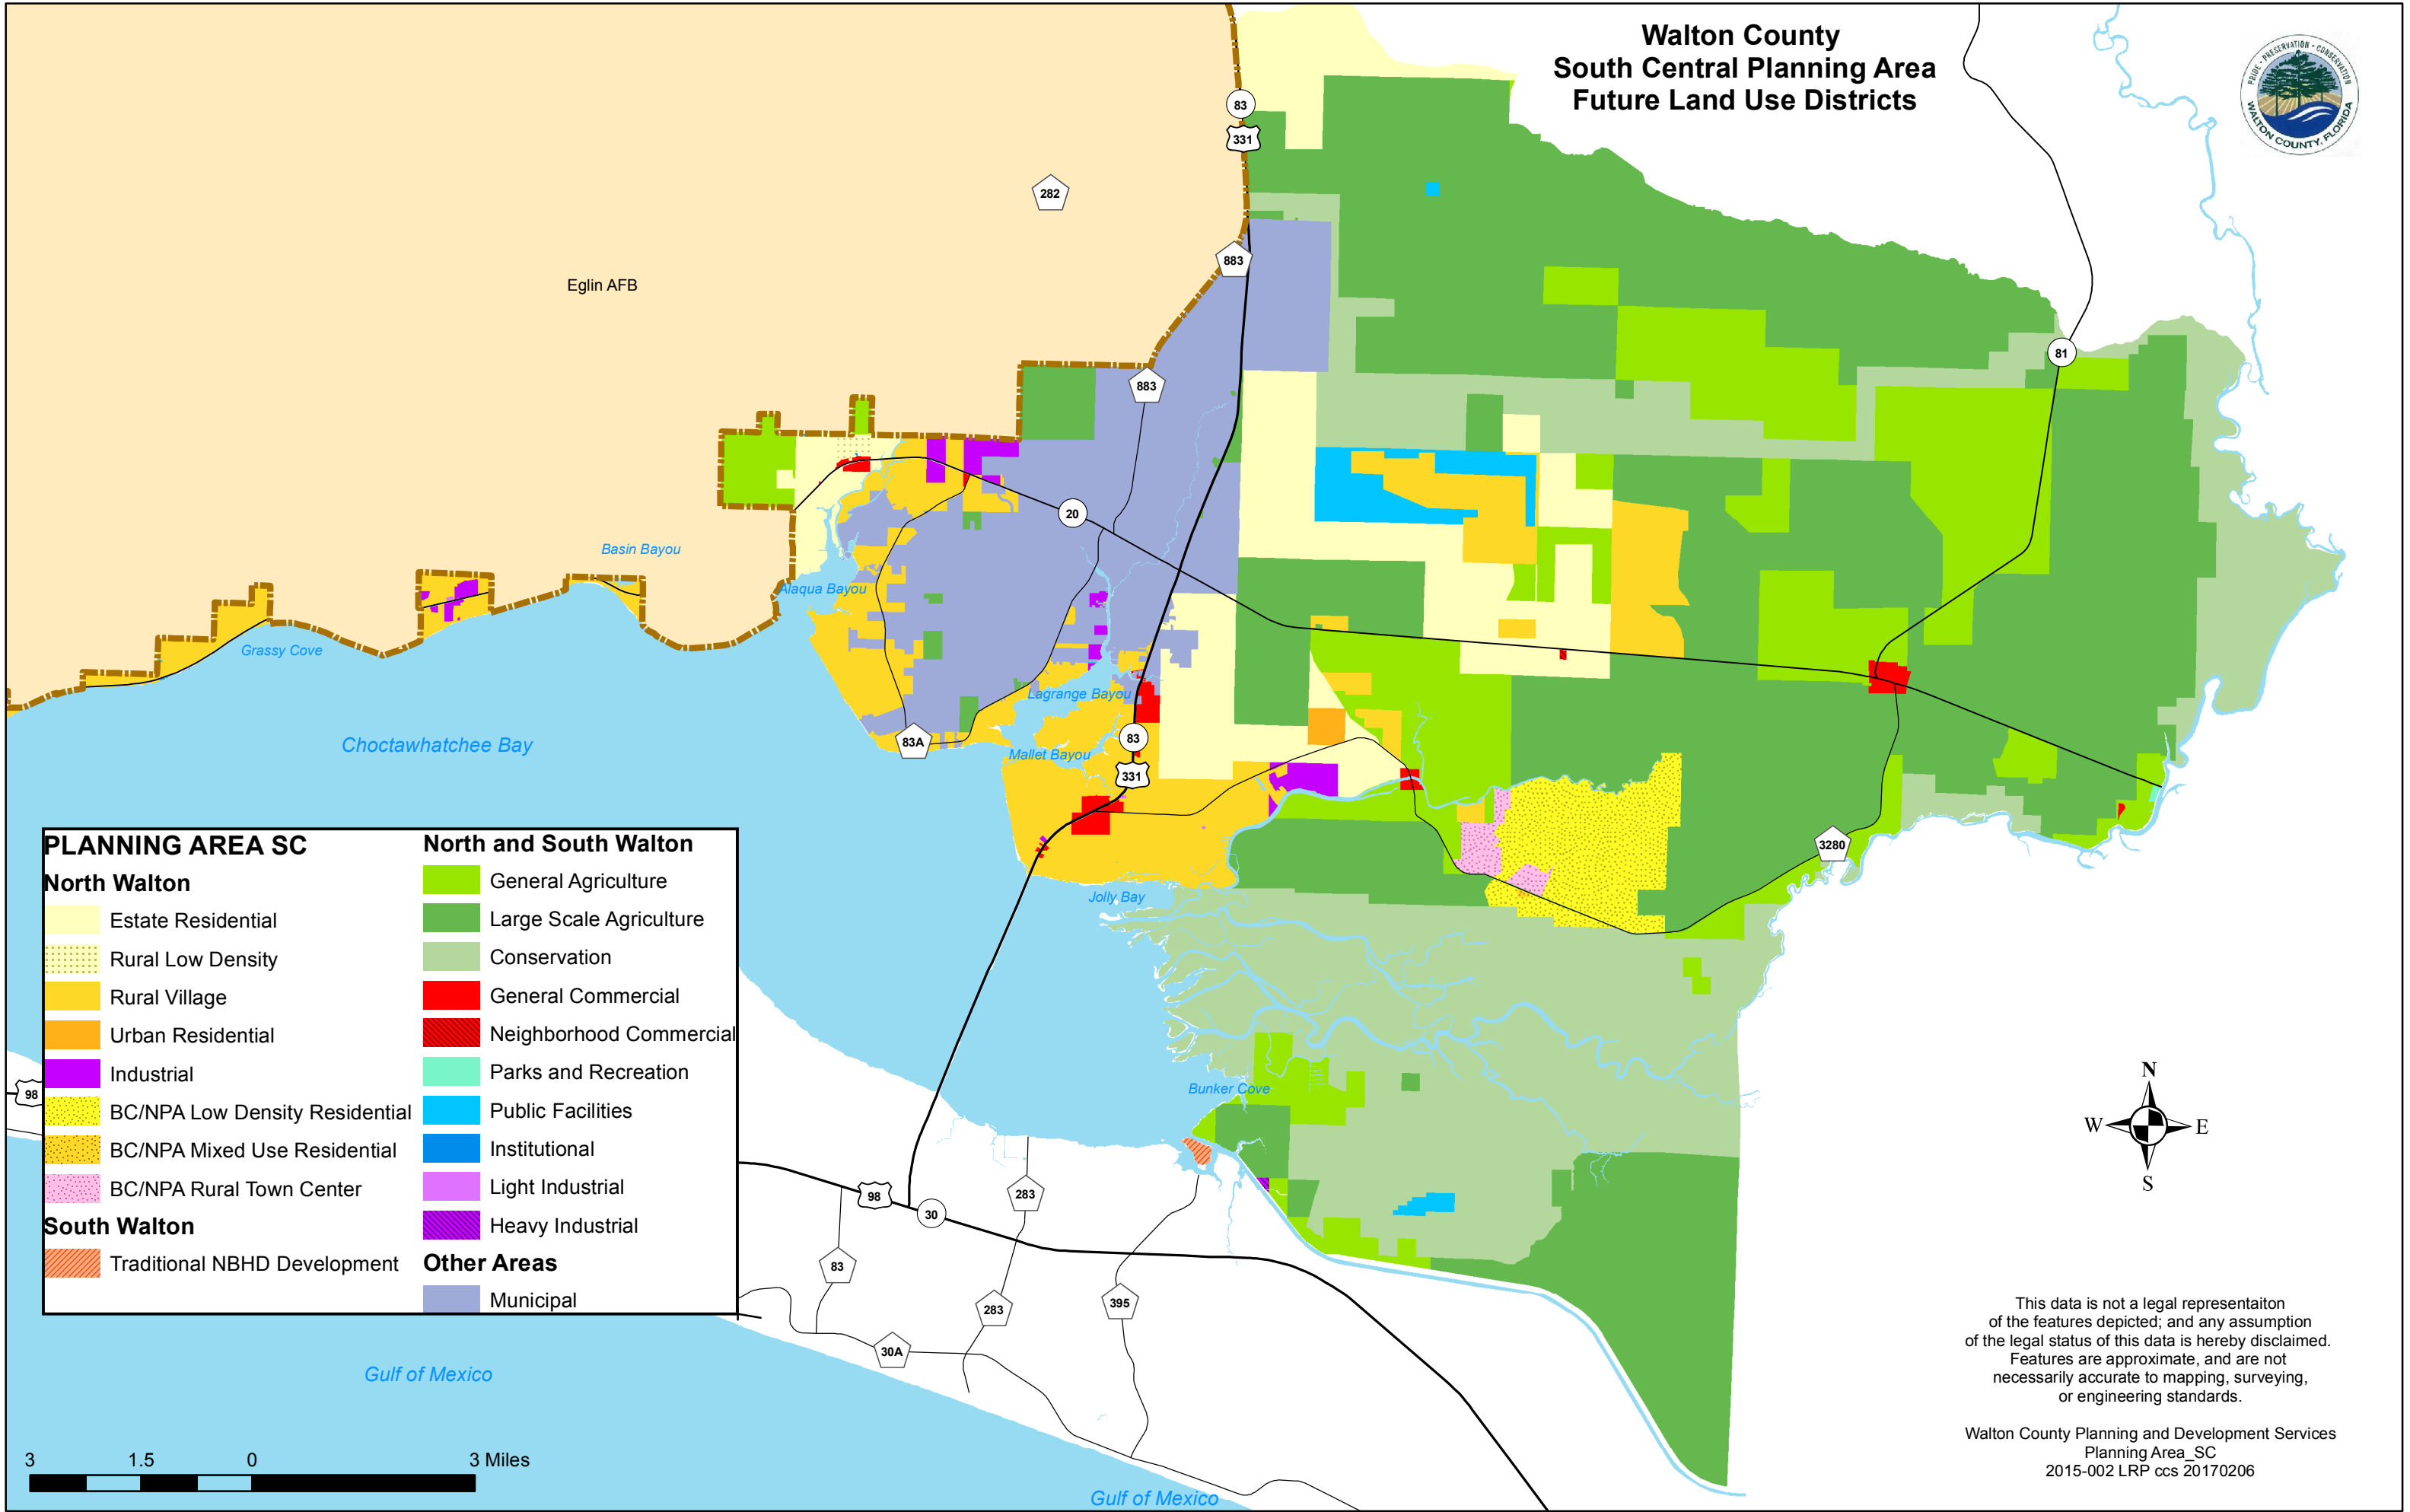 Walton County
South Central Planning Area
Future Land Use Districts
PRIDE • PRESERVATION • CONSERVATION
WALTON COUNTY, FLORIDA
83
331
282
883
Eglin AFB
81
883
20
Basin Bayou
Alaqua Bayou
Grassy Cove
Lagrange Bayou
Choctawhatchee Bay
83A
83
Mallet Bayou
331
3280
Jolly Bay
PLANNING AREA SC
North Walton
Estate Residential
Rural Low Density
Rural Village
Urban Residential
Industrial
BC/NPA Low Density Residential
BC/NPA Mixed Use Residential
BC/NPA Rural Town Center
South Walton
Traditional NBHD Development
North and South Walton
General Agriculture
Large Scale Agriculture
Conservation
General Commercial
Neighborhood Commercial
Parks and Recreation
Public Facilities
Institutional
Light Industrial
Heavy Industrial
Other Areas
Municipal
98
Bunker Cove
N
W E
S
98
30
283
83
283
395
30A
Gulf of Mexico
Gulf of Mexico
3 1.5 0 3 Miles
This data is not a legal representaiton
of the features depicted; and any assumption
of the legal status of this data is hereby disclaimed.
Features are approximate, and are not
necessarily accurate to mapping, surveying,
or engineering standards.
Walton County Planning and Development Services
Planning Area_SC
2015-002 LRP ccs 20170206